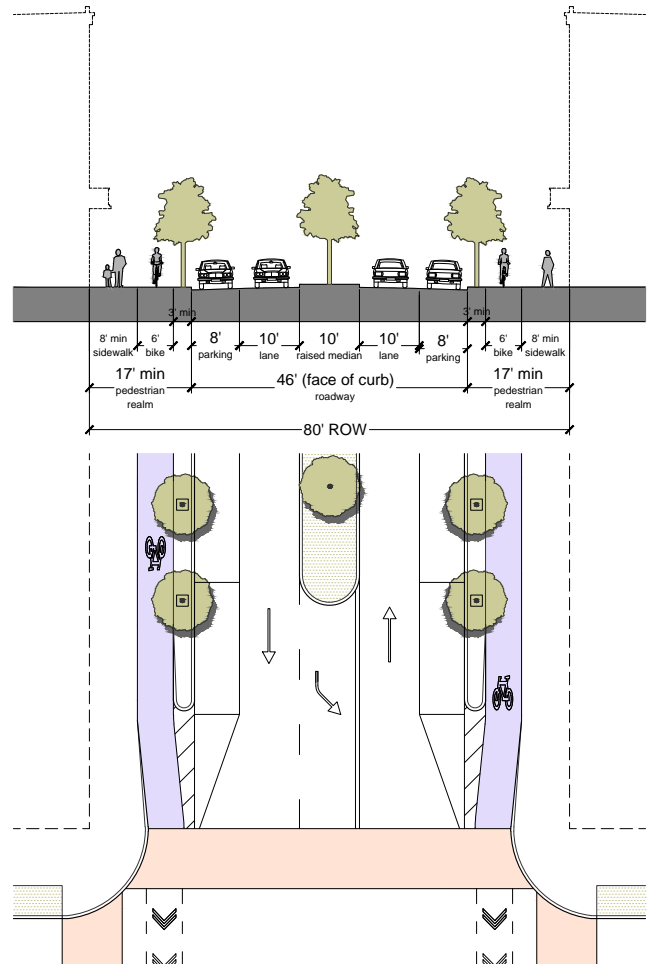 3' min
3' min
8' min
sidewalk
6'
bike
8'
parking
10'
lane
10'
raised median
10'
lane
8'
parking
6'
bike
8' min
sidewalk
17' min
pedestrian
realm
46' (face of curb)
roadway
17' min
pedestrian
realm
80' ROW